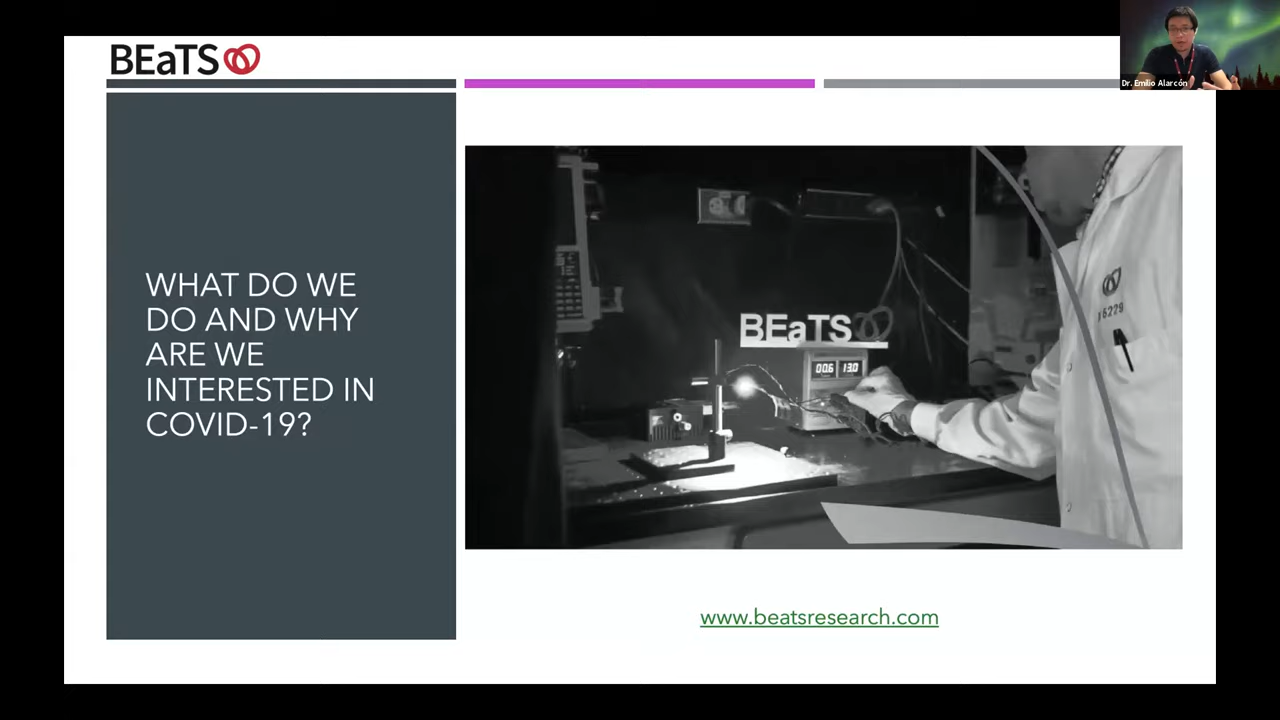 BEaTS
Dr. Emilio Alarcón
WHAT DO WE
DO AND WHY
ARE WE
INTERESTED IN
COVID-19?
BEaTS
00.6 13.0
16229
www.beatsresearch.com